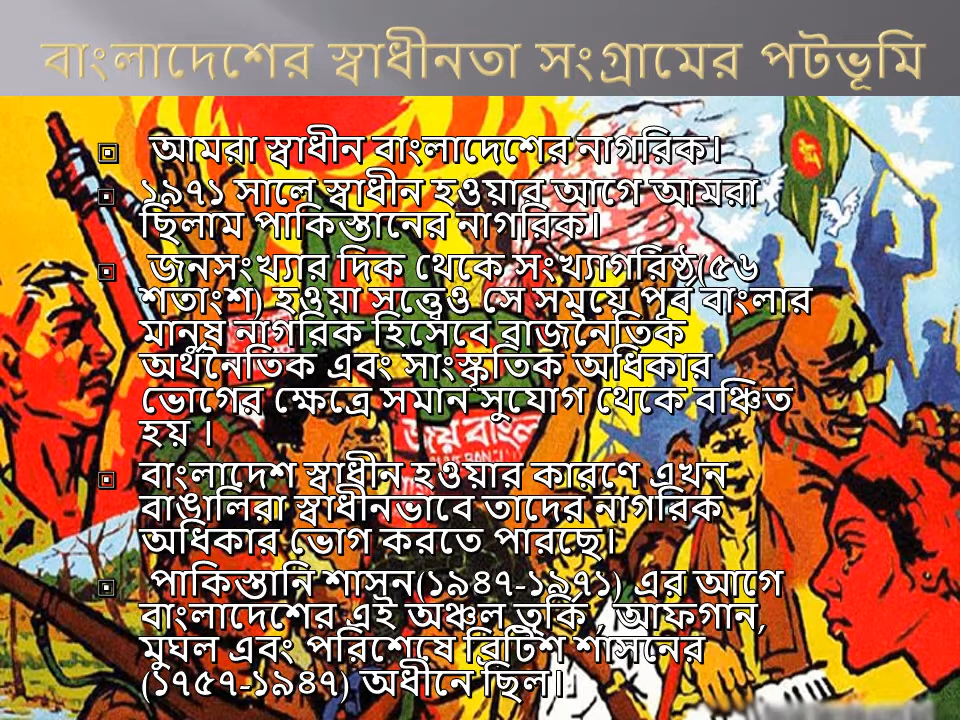 বাংলাদেশের স্বাধীনতা সংগ্রামের পটভূমি
আমরা স্বাধীন বাংলাদেশের নাগরিক।
১৯৭১ সালে স্বাধীন হওয়ার আগে আমরা
ছিলাম পাকিস্তানের নাগরিক।
জনসংখ্যার দিক থেকে সংখ্যাগরিষ্ঠ(৫৬
শতাংশ) হওয়া সত্ত্বেও সে সময়ে পূর্ব বাংলার
মানুষ নাগরিক হিসেবে রাজনৈতিক
অর্থনৈতিক এবং সাংস্কৃতিক অধিকার
ভোগের ক্ষেত্রে সমান সুযোগ থেকে বঞ্চিত
হয় ।
জয় বাংলা
বাংলাদেশ স্বাধীন হওয়ার কারণে এখন
বাঙালিরা স্বাধীনভাবে তাদের নাগরিক
অধিকার ভোগ করতে পারছে।
পাকিস্তানি শাসন(১৯৪৭-১৯৭১) এর আগে
বাংলাদেশের এই অঞ্চল তুর্কি , আফগান,
মুঘল এবং পরিশেষে ব্রিটিশ শাসনের
(১৭৫৭-১৯৪৭) অধীনে ছিল।